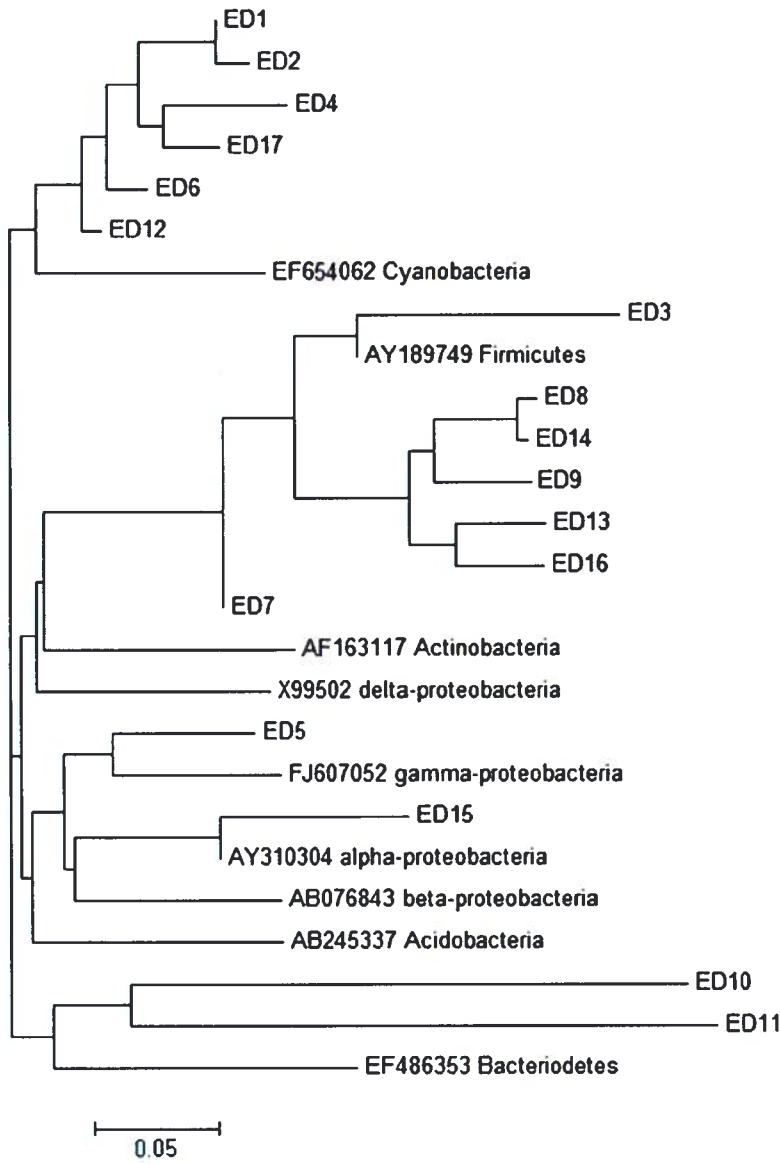 ED1
ED2
ED4
ED17
ED6
ED12
EF654062 Cyanobacteria
ED3
AY189749 Firmicutes
ED8
ED14
ED9
ED13
ED16
ED7
AF163117 Actinobacteria
X99502 delta-proteobacteria
ED5
FJ607052 gamma-proteobacteria
ED15
AY310304 alpha-proteobacteria
AB076843 beta-proteobacteria
AB245337 Acidobacteria
ED10
ED11
EF486353 Bacteriodetes
0.05